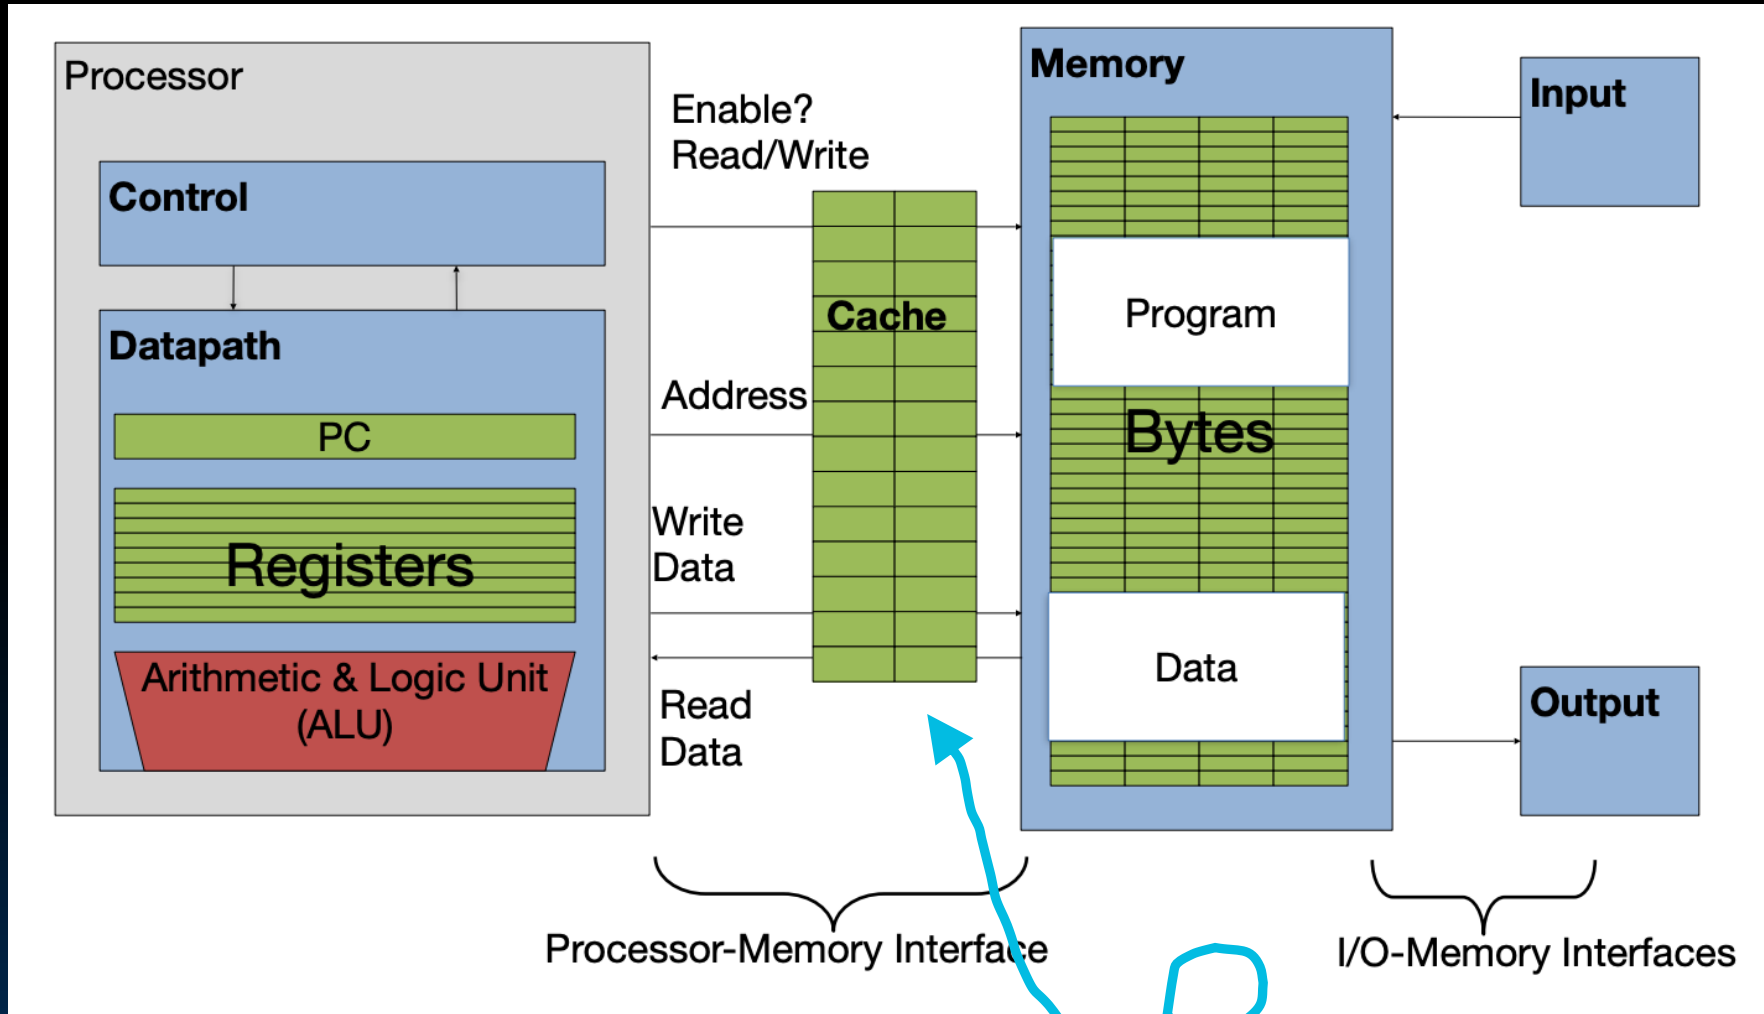 Processor
Control
Datapath
PC
Registers
Arithmetic & Logic Unit
(ALU)
Enable?
Read/Write
Cache
Address
Write
Data
Read
Data
Memory
Program
Bytes
Data
Input
Output
Processor-Memory Interface
I/O-Memory Interfaces